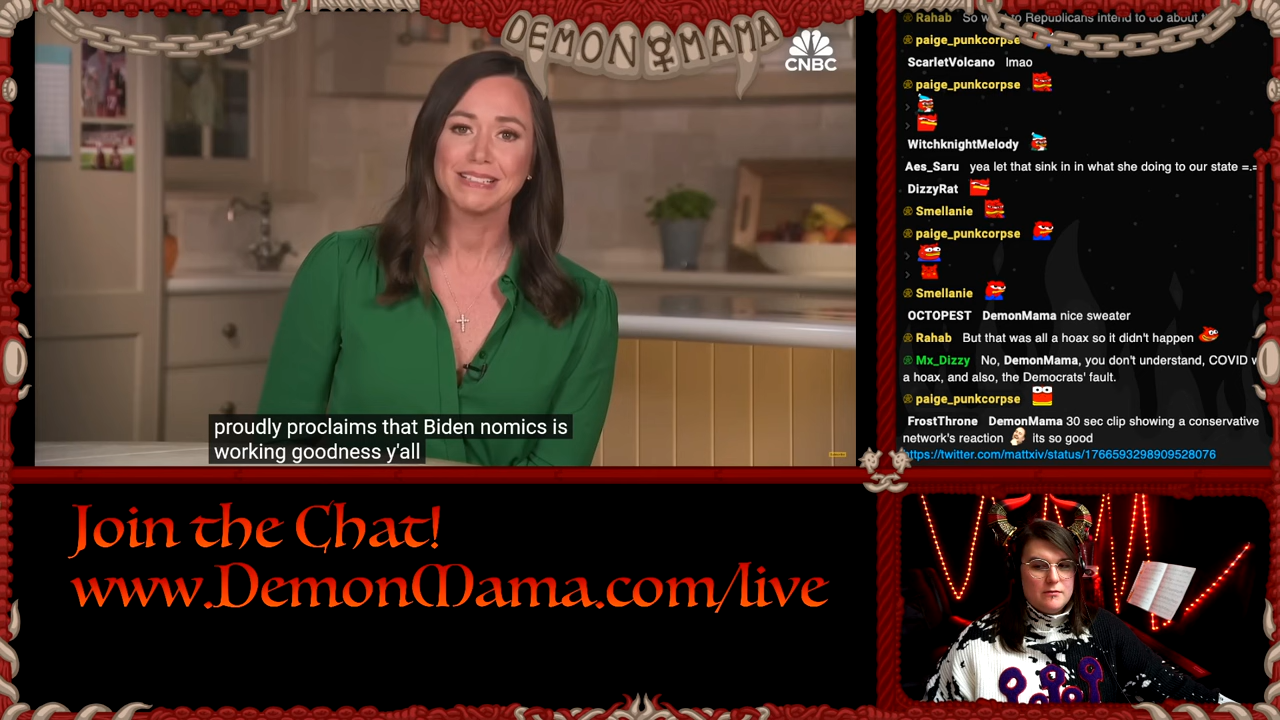 DEMON MAMA
CNBC
proudly proclaims that Biden nomics is
working goodness y'all
Rahab So w to Republicans intend to do about t
paige_punkcorpse
ScarletVolcano lmao
paige_punkcorpse
WitchknightMelody
Aes_Saru yea let that sink in in what she doing to our state =.=
DizzyRat
Smellanie
paige_punkcorpse
Smellanie
OCTOPEST DemonMama nice sweater
Rahab But that was all a hoax so it didn't happen
Mx_Dizzy No, DemonMama, you don't understand, COVID w
a hoax, and also, the Democrats' fault.
paige_punkcorpse
FrostThrone DemonMama 30 sec clip showing a conservative
network's reaction its so good
https://twitter.com/mattxiv/status/1766593298909528076
Join the Chat!
www.DemonMama.com/live